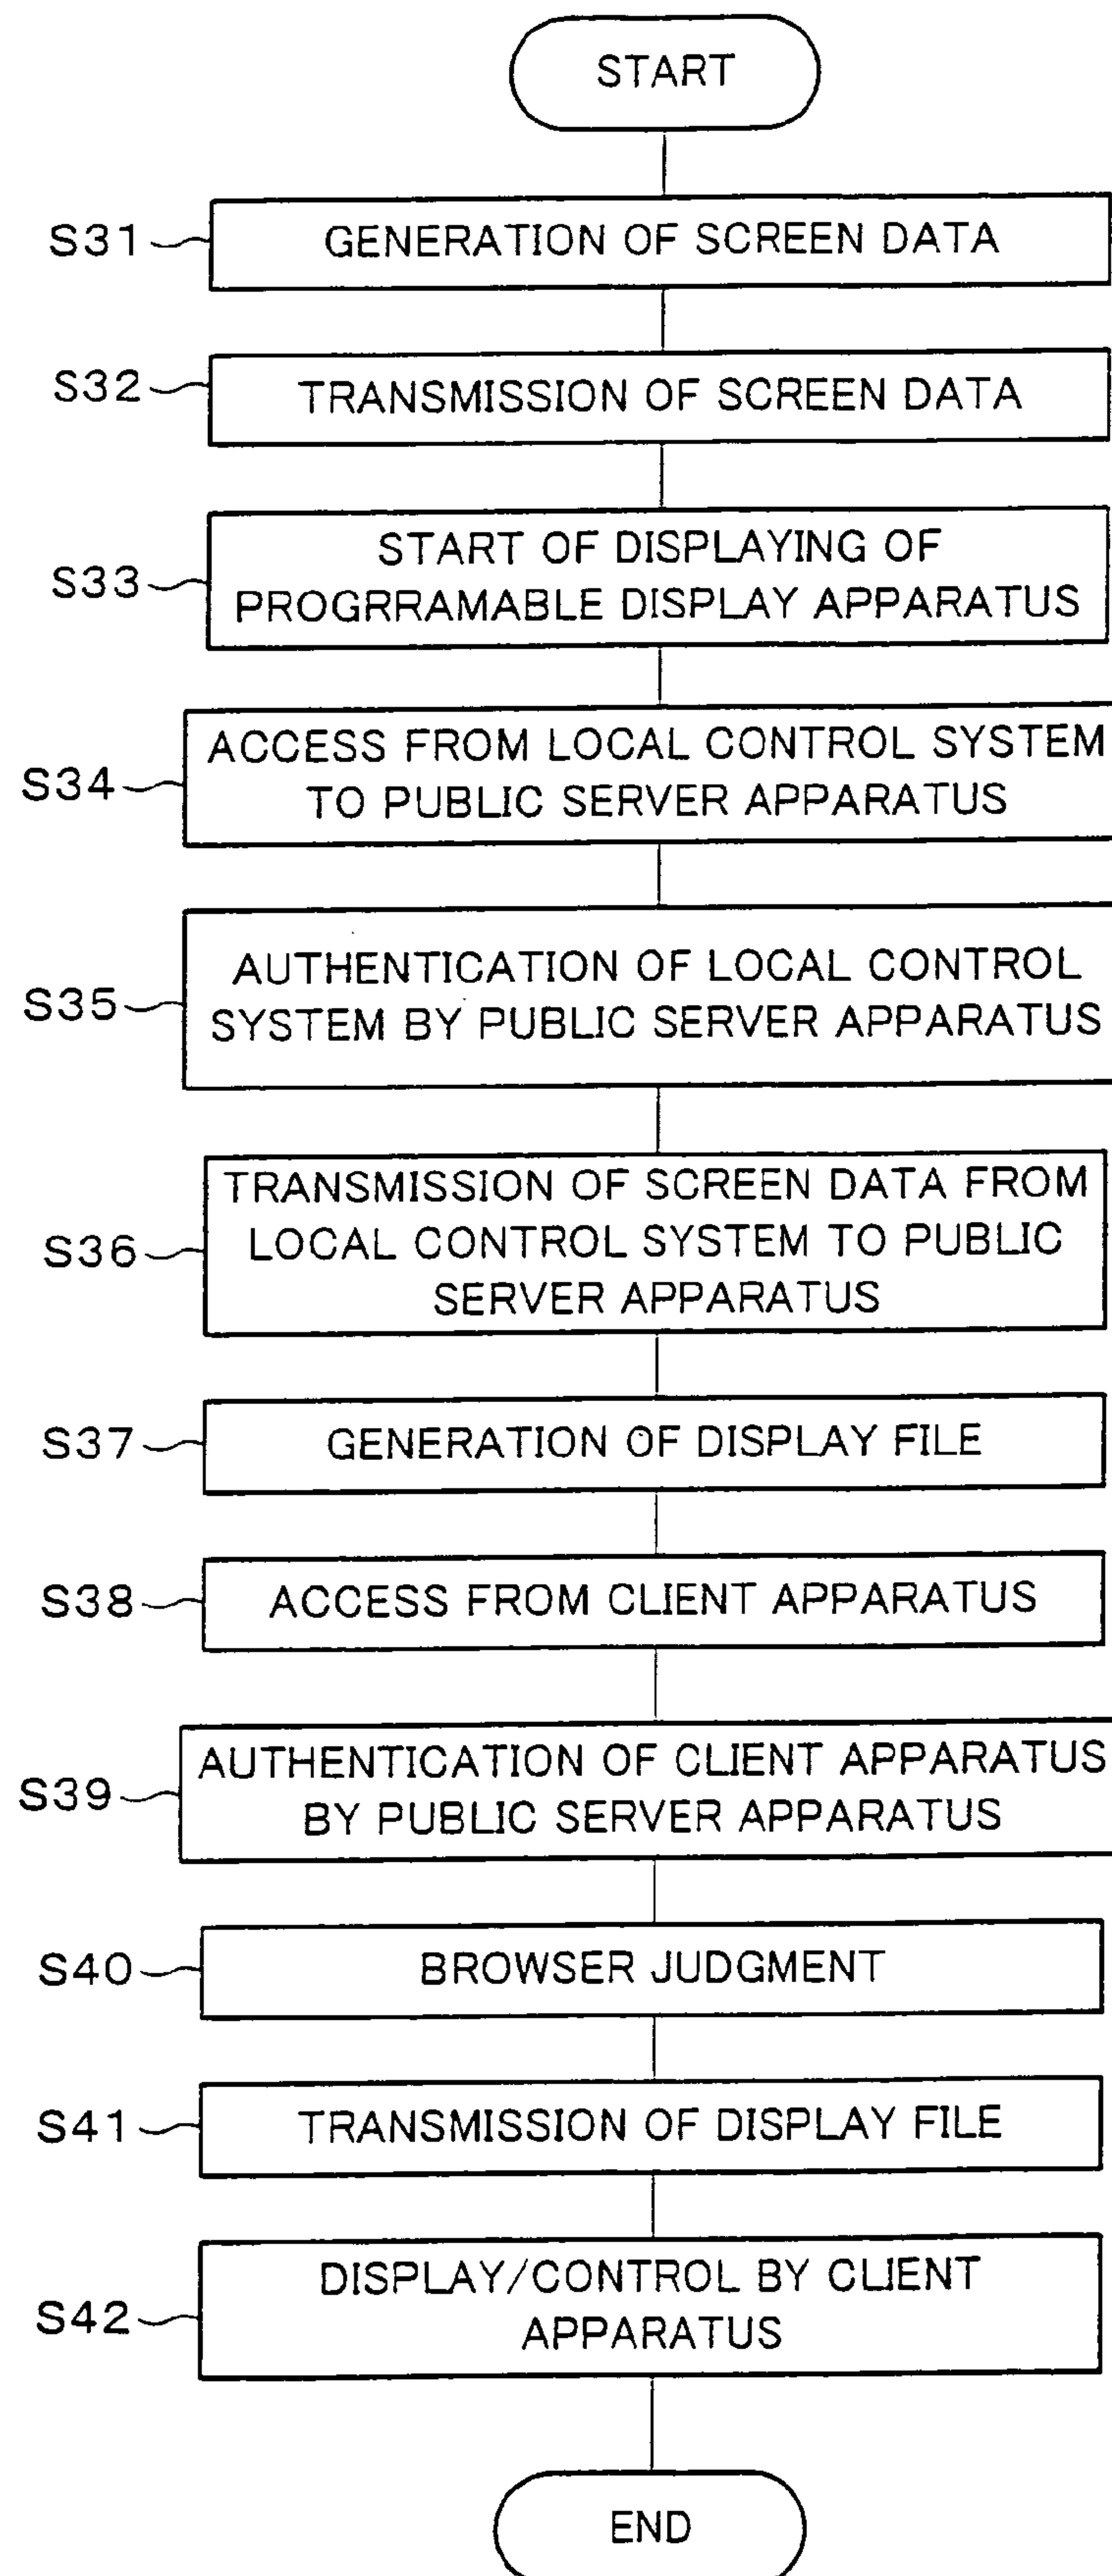 START
S31
GENERATION OF SCREEN DATA
S32
TRANSMISSION OF SCREEN DATA
S33
START OF DISPLAYING OF
PROGRRAMABLE DISPLAY APPARATUS
S34
ACCESS FROM LOCAL CONTROL SYSTEM
TO PUBLIC SERVER APPARATUS
S35
AUTHENTICATION OF LOCAL CONTROL
SYSTEM BY PUBLIC SERVER APPARATUS
S36
TRANSMISSION OF SCREEN DATA FROM
LOCAL CONTROL SYSTEM TO PUBLIC
SERVER APPARATUS
S37
GENERATION OF DISPLAY FILE
S38
ACCESS FROM CLIENT APPARATUS
S39
AUTHENTICATION OF CLIENT APPARATUS
BY PUBLIC SERVER APPARATUS
S40
BROWSER JUDGMENT
S41
TRANSMISSION OF DISPLAY FILE
S42
DISPLAY/CONTROL BY CLIENT
APPARATUS
END